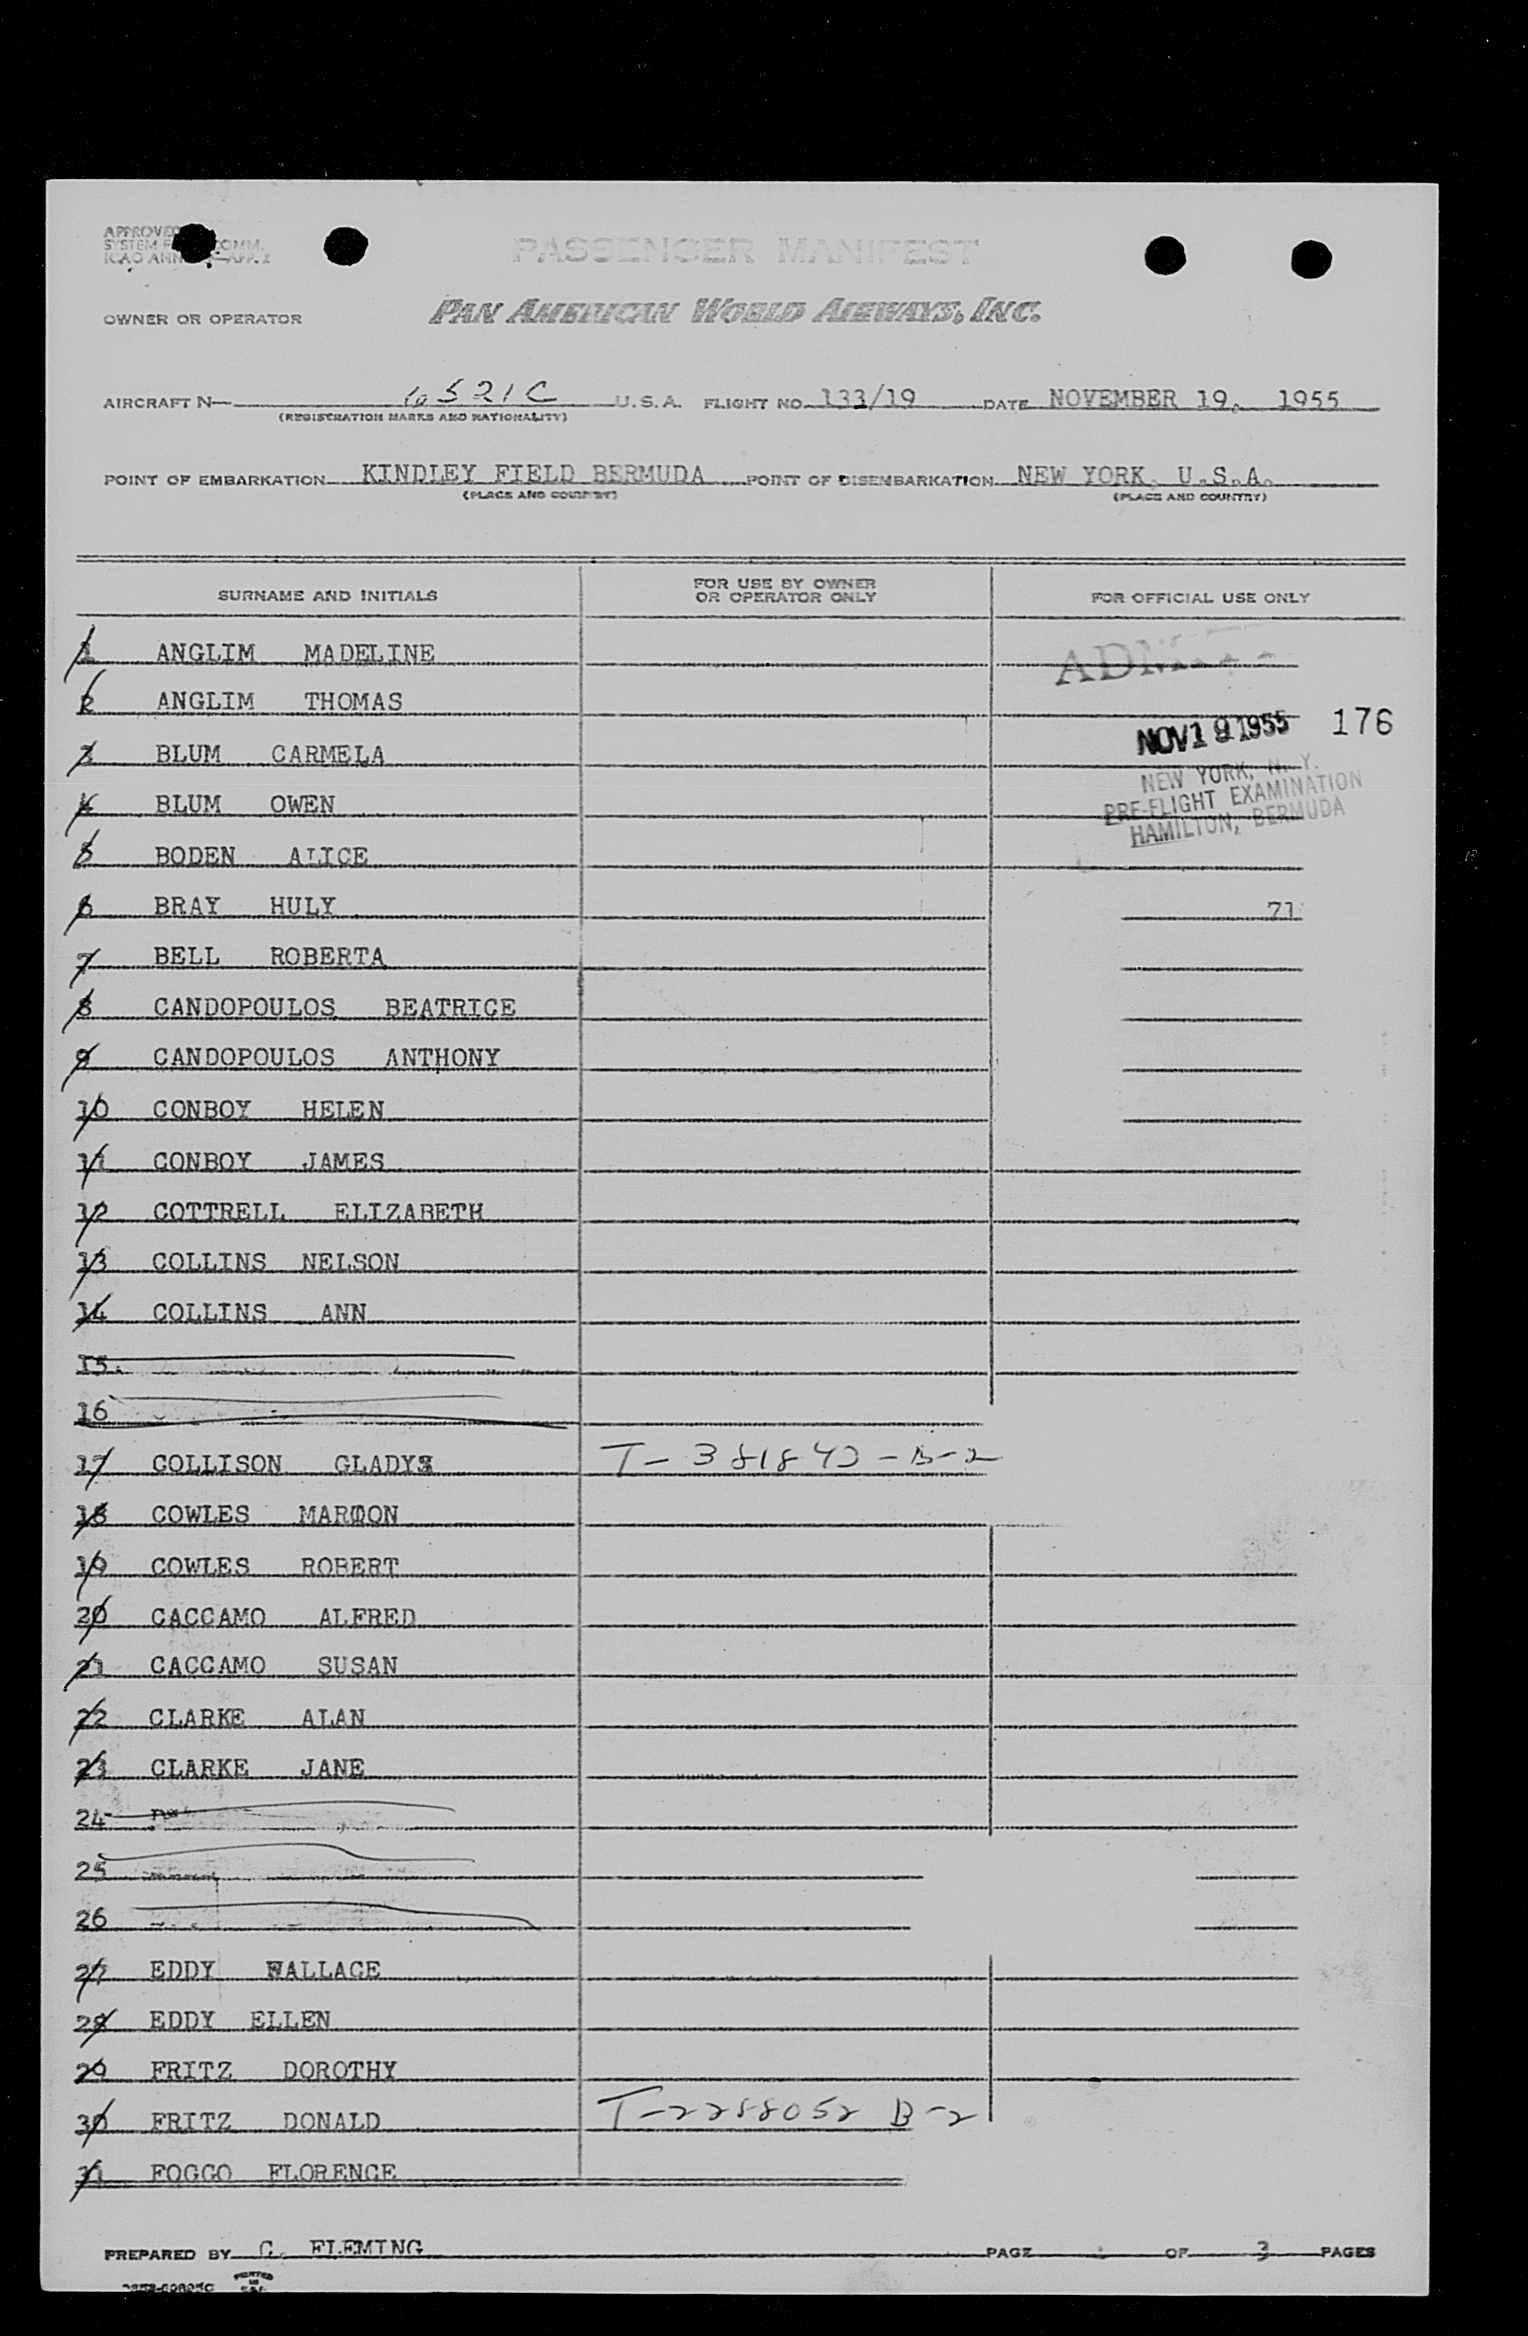 PASSENGER MANIFEST
OWNER OR OPERATOR PAN AMERICAN WORLD AIRWAYS, INC.
AIRCRAFT N 6521C U.S.A. FLIGHT NO. 133/19 DATE NOVEMBER 19, 1955
(REGISTRATION MARKS AND NATIONALITY)
POINT OF EMBARKATION KINDLEY FIELD BERMUDA POINT OF DISEMBARKATION NEW YORK, U.S.A.
(PLACE AND COUNTRY) (PLACE AND COUNTRY)
SURNAME AND INITIALS FOR USE BY OWNER OR OPERATOR ONLY FOR OFFICIAL USE ONLY
1 ANGLIM MADELINE
2 ANGLIM THOMAS
NOV 19 1955 176
3 BLUM CARMELA
NEW YORK, N. Y.
4 BLUM OWEN
PRE-FLIGHT EXAMINATION
HAMILTON, BERMUDA
5 BODEN ALICE
6 BRAY HULY 71
7 BELL ROBERTA
8 CANDOPOULOS BEATRICE
9 CANDOPOULOS ANTHONY
10 CONBOY HELEN
11 CONBOY JAMES
12 COTTRELL ELIZABETH
13 COLLINS NELSON
14 COLLINS ANN
15.
16
17 COLLISON GLADYS T-381843-B-2
18 COWLES MARION
19 COWLES ROBERT
20 CACCAMO ALFRED
21 CACCAMO SUSAN
22 CLARKE ALAN
23 CLARKE JANE
24
25
26
27 EDDY WALLACE
28 EDDY ELLEN
29 FRITZ DOROTHY
30 FRITZ DONALD T-2288052 B-2
31 FOGGO FLORENCE
PREPARED BY C. FLEMING PAGE OF 3 PAGES
PRINTED IN